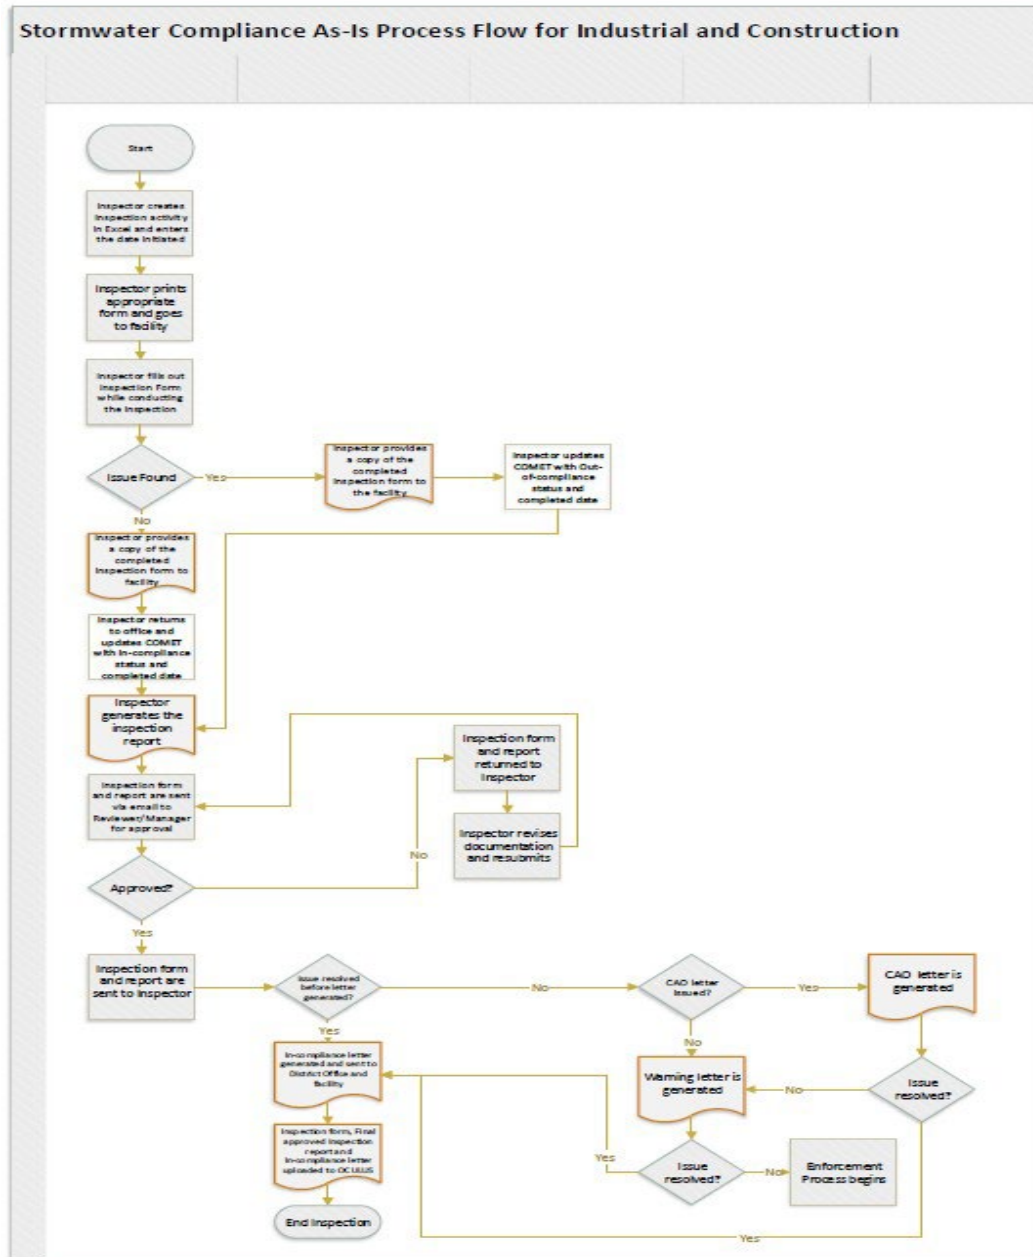 Stormwater Compliance As-Is Process Flow for Industrial and Construction
Start
Inspector creates
Inspection activity
in Excel and enters
the date initiated
Inspector prints
appropriate
form and goes
to facility
Inspector fills out
Inspection Form
while conducting
the inspection
Issue Found
Yes
Inspector provides
a copy of the
completed
Inspection form to
the facility
Inspector updates
COMET with Out-
of-compliance
status and
completed date
No
Inspector provides
a copy of the
completed
Inspection form to
facility
Inspector returns
to office and
updates COMET
with In-compliance
status and
completed date
Inspector
generates the
inspection
report
Inspection form
and report are sent
via email to
Reviewer/Manager
for approval
Inspection form
and report
returned to
Inspector
Inspector revises
documentation
and resubmits
No
Approved?
Yes
Inspection form
and report are
sent to Inspector
Issue resolved
before letter
generated?
No
CAO letter
issued?
Yes
CAO letter is
generated
Yes
No
In-compliance letter
generated and sent to
District Office and
facility
Warning letter is
generated
No
Issue
resolved?
Inspection form, Final
approved Inspection
report and
In-compliance letter
uploaded to OCULUS
Yes
Issue
resolved?
No
Enforcement
Process begins
End Inspection
Yes